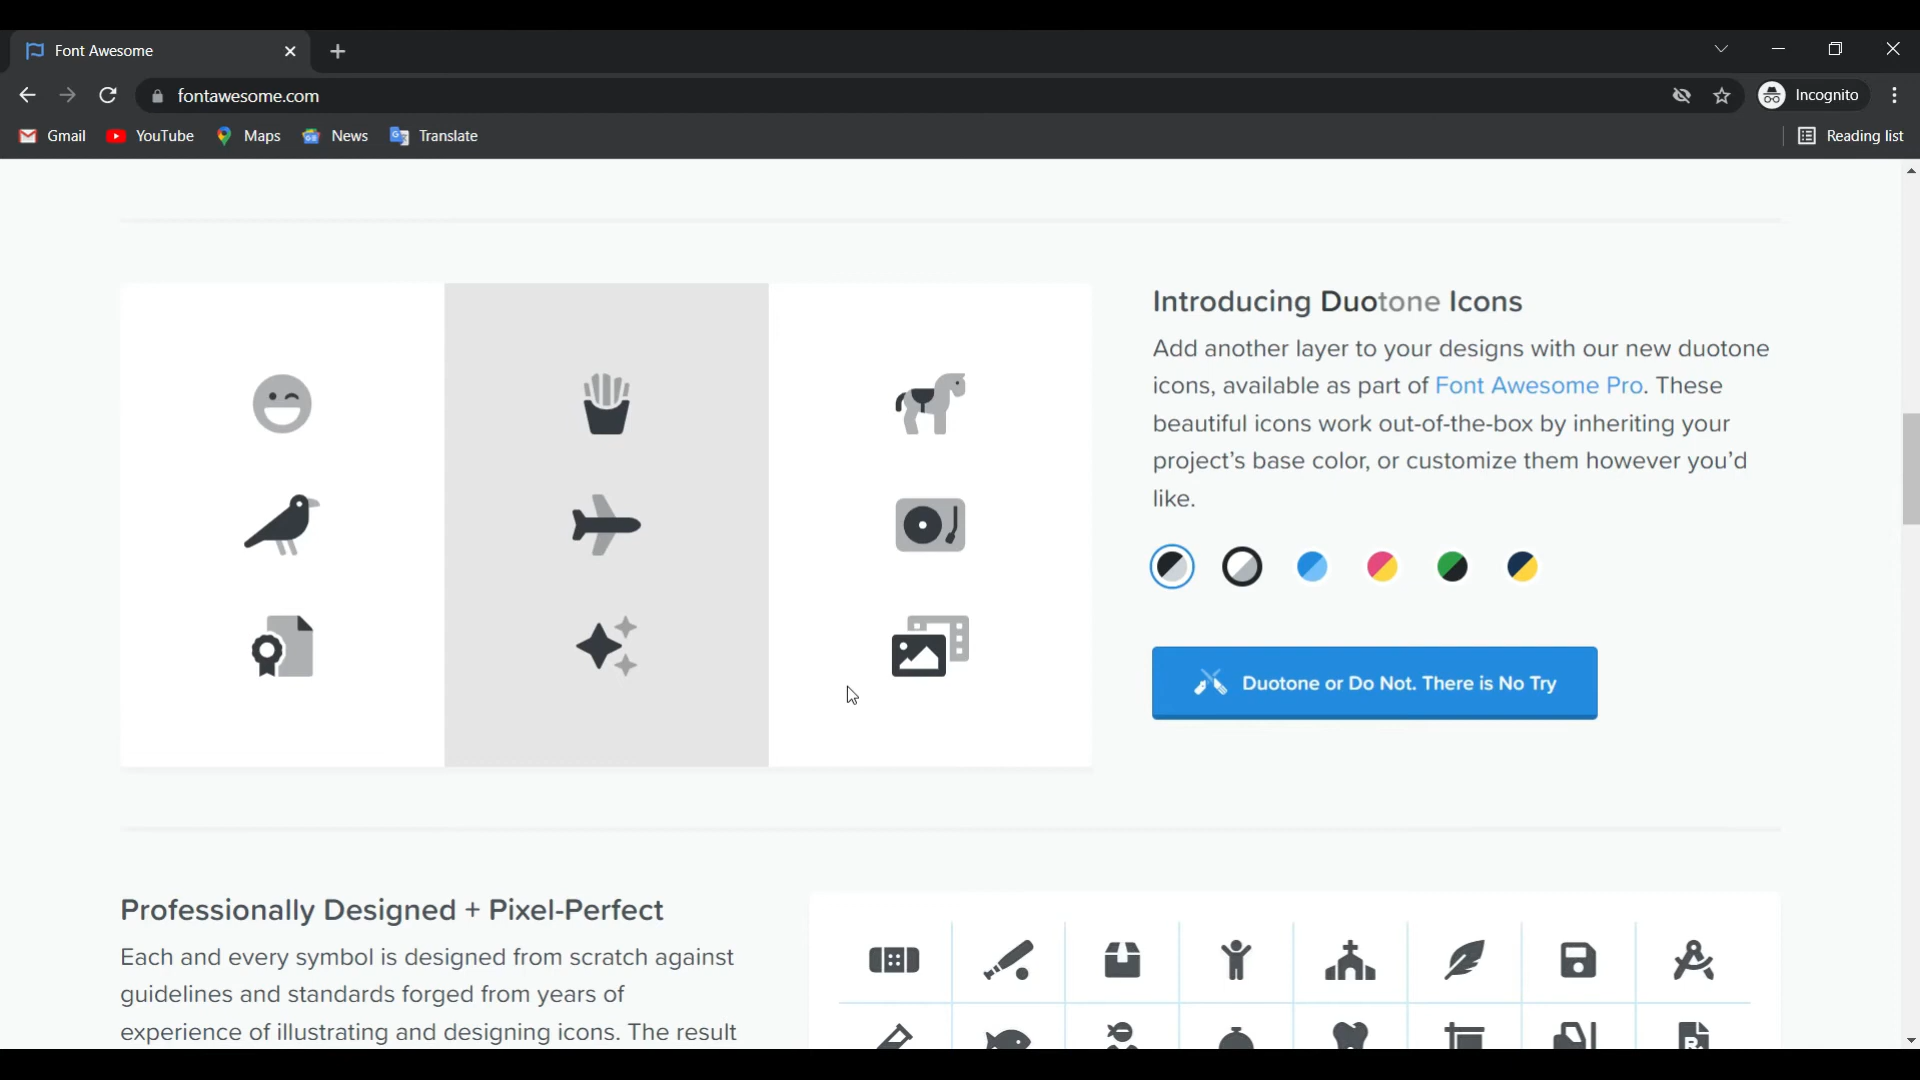 Font Awesome
fontawesome.com
Incognito
Gmail YouTube Maps News Translate
Reading list
Introducing Duotone Icons
Add another layer to your designs with our new duotone
icons, available as part of Font Awesome Pro. These
beautiful icons work out-of-the-box by inheriting your
project's base color, or customize them however you'd
like.
Duotone or Do Not. There is No Try
Professionally Designed + Pixel-Perfect
Each and every symbol is designed from scratch against
guidelines and standards forged from years of
experience of illustrating and designing icons. The result